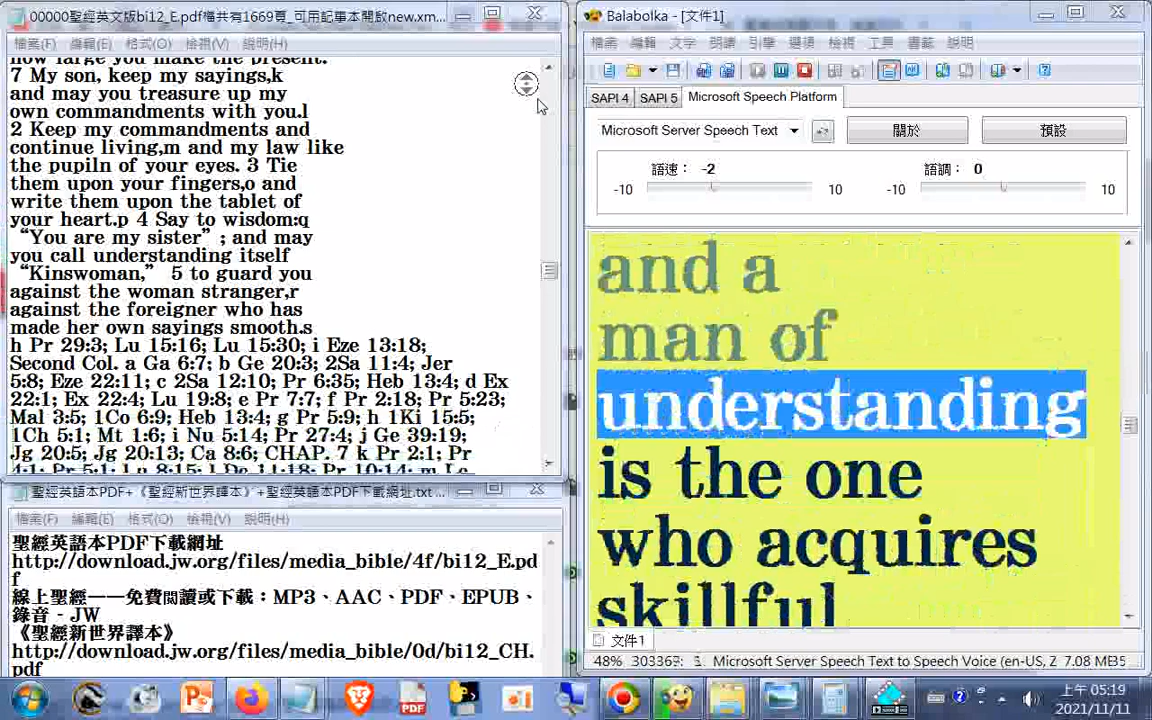 00000聖經英文版bi12_E.pdf檔共有1669頁_可用記事本開啟new.xm...
檔案(F) 編輯(E) 格式(O) 檢視(V) 說明(H)
how large you make the present.
7 My son, keep my sayings,k
and may you treasure up my
own commandments with you.l
2 Keep my commandments and
continue living,m and my law like
the pupiln of your eyes. 3 Tie
them upon your fingers,o and
write them upon the tablet of
your heart.p 4 Say to wisdom:q
“You are my sister”; and may
you call understanding itself
“Kinswoman,” 5 to guard you
against the woman stranger,r
against the foreigner who has
made her own sayings smooth.s
h Pr 29:3; Lu 15:16; Lu 15:30; i Eze 13:18;
Second Col. a Ga 6:7; b Ge 20:3; 2Sa 11:4; Jer
5:8; Eze 22:11; c 2Sa 12:10; Pr 6:35; Heb 13:4; d Ex
22:1; Ex 22:4; Lu 19:8; e Pr 7:7; f Pr 2:18; Pr 5:23;
Mal 3:5; 1Co 6:9; Heb 13:4; g Pr 5:9; h 1Ki 15:5;
1Ch 5:1; Mt 1:6; i Nu 5:14; Pr 27:4; j Ge 39:19;
Jg 20:5; Jg 20:13; Ca 8:6; CHAP. 7 k Pr 2:1; Pr
4:1; Pr 5:1; Lu 8:15; l De 11:18; Pr 10:14; m Le
聖經英語本PDF+《聖經新世界譯本》+聖經英語本PDF下載網址.txt ...
檔案(F) 編輯(E) 格式(O) 檢視(V) 說明(H)
聖經英語本PDF下載網址
http://download.jw.org/files/media_bible/4f/bi12_E.pd
f
線上聖經——免費閱讀或下載：MP3、AAC、PDF、EPUB、
錄音 - JW
《聖經新世界譯本》
http://download.jw.org/files/media_bible/0d/bi12_CH.
pdf
Balabolka - [文件1]
檔案 編輯 文字 朗讀 引擎 選項 檢視 工具 書籤 說明
SAPI 4 SAPI 5 Microsoft Speech Platform
Microsoft Server Speech Text 關於 預設
語速： -2 語調： 0
-10 10 -10 10
and a
man of
understanding
is the one
who acquires
skillful
文件1
48% Microsoft Server Speech Text to Speech Voice (en-US, Z 7.08 MB
上午 05:19
2021/11/11